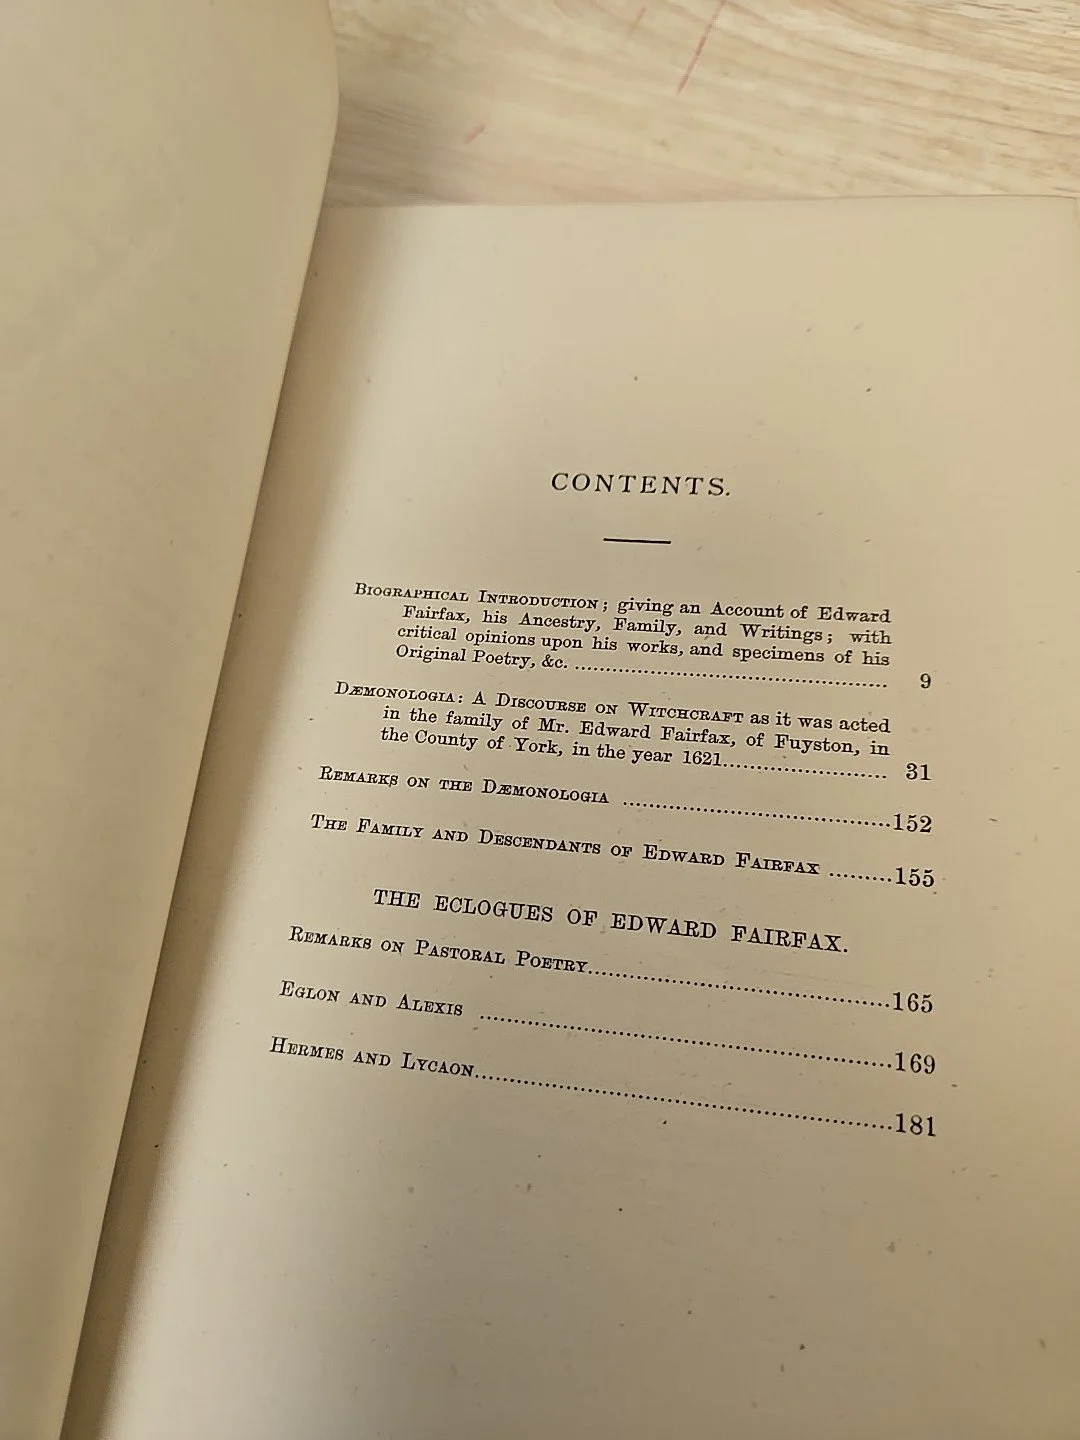 CONTENTS.
BIOGRAPHICAL INTRODUCTION; giving an Account of Edward
Fairfax, his Ancestry, Family, and Writings; with
critical opinions upon his works, and specimens of his
Original Poetry, &c. ................................................ 9
DÆMONOLOGIA: A DISCOURSE ON WITCHCRAFT as it was acted
in the family of Mr. Edward Fairfax, of Fuyston, in
the County of York, in the year 1621......................... 31
REMARKS ON THE DÆMONOLOGIA .........................................152
THE FAMILY AND DESCENDANTS OF EDWARD FAIRFAX .........155
THE ECLOGUES OF EDWARD FAIRFAX.
REMARKS ON PASTORAL POETRY..............................................165
EGLON AND ALEXIS ...............................................................169
HERMES AND LYCAON...............................................................181